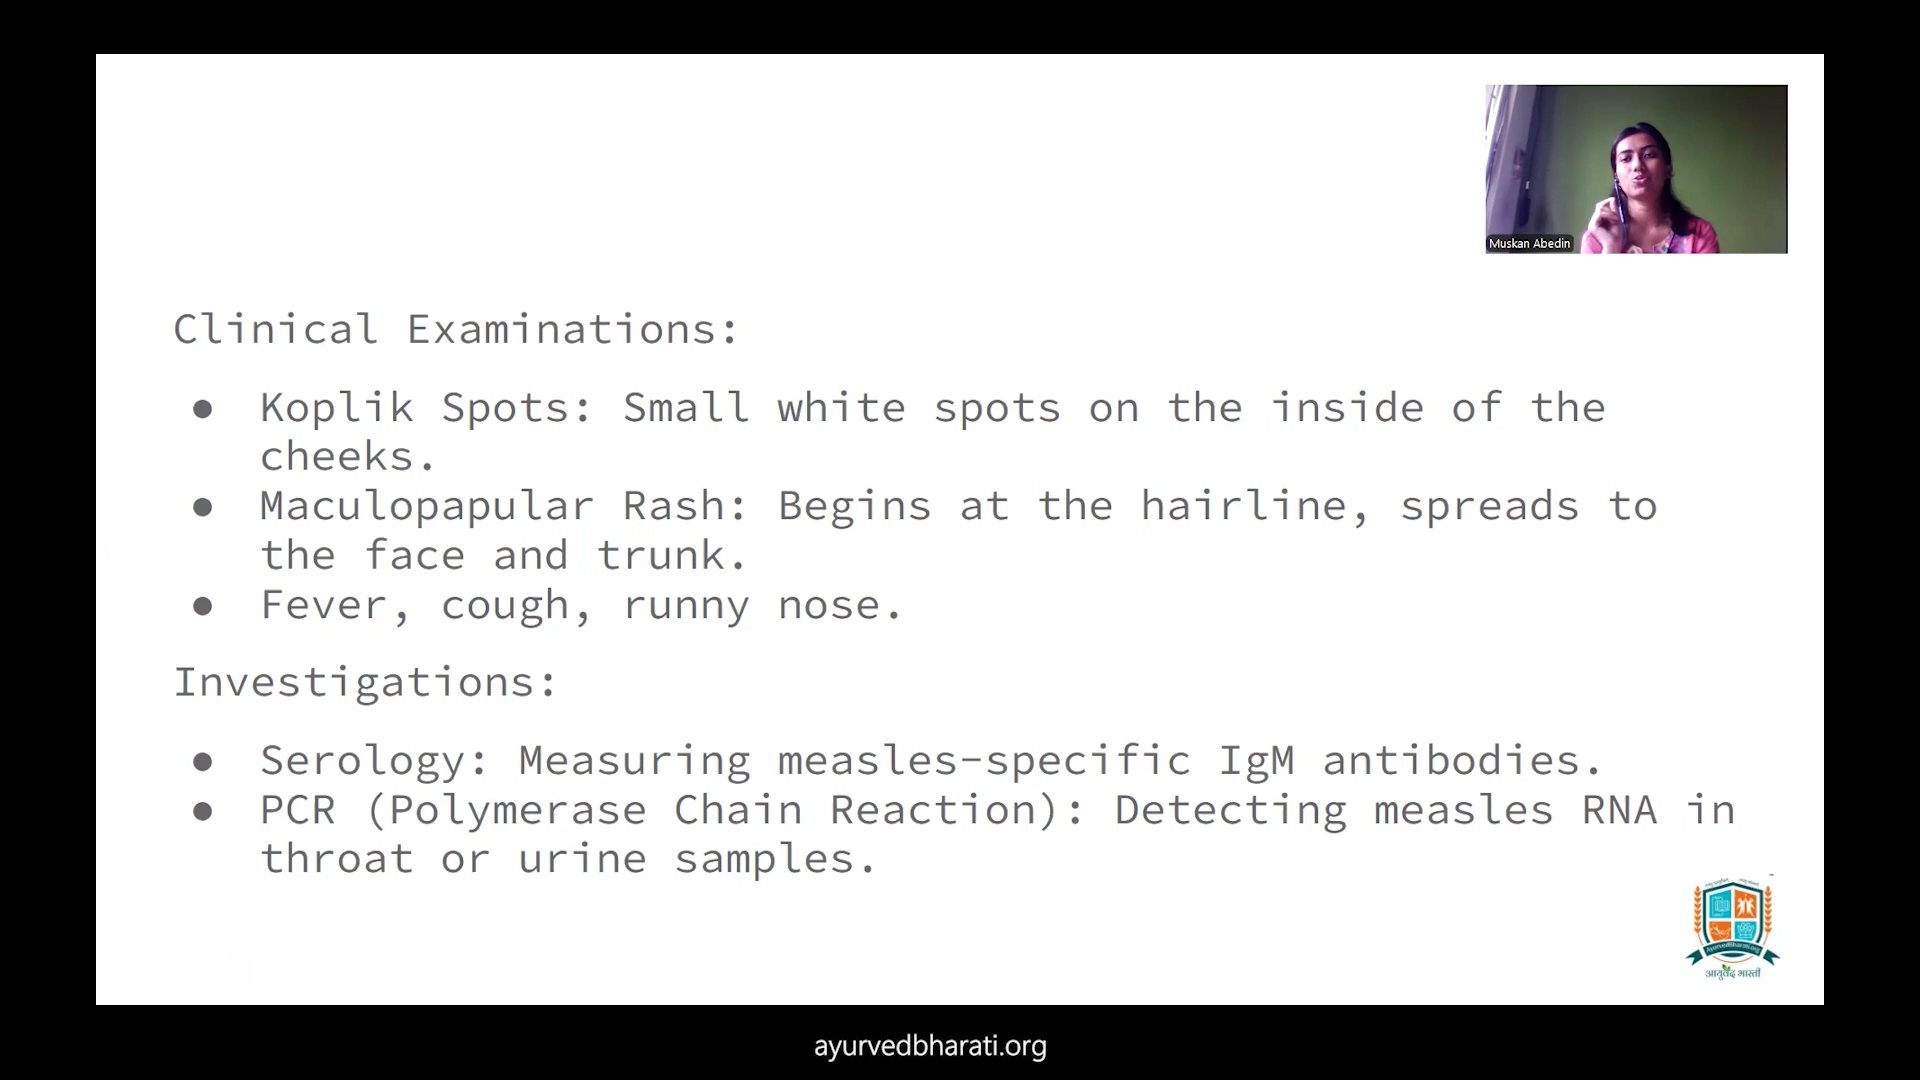 Muskan Abedin
Clinical Examinations:
● Koplik Spots: Small white spots on the inside of the
cheeks.
● Maculopapular Rash: Begins at the hairline, spreads to
the face and trunk.
● Fever, cough, runny nose.
Investigations:
● Serology: Measuring measles-specific IgM antibodies.
● PCR (Polymerase Chain Reaction): Detecting measles RNA in
throat or urine samples.
आयुर्वेद भारती
ayurvedbharati.org